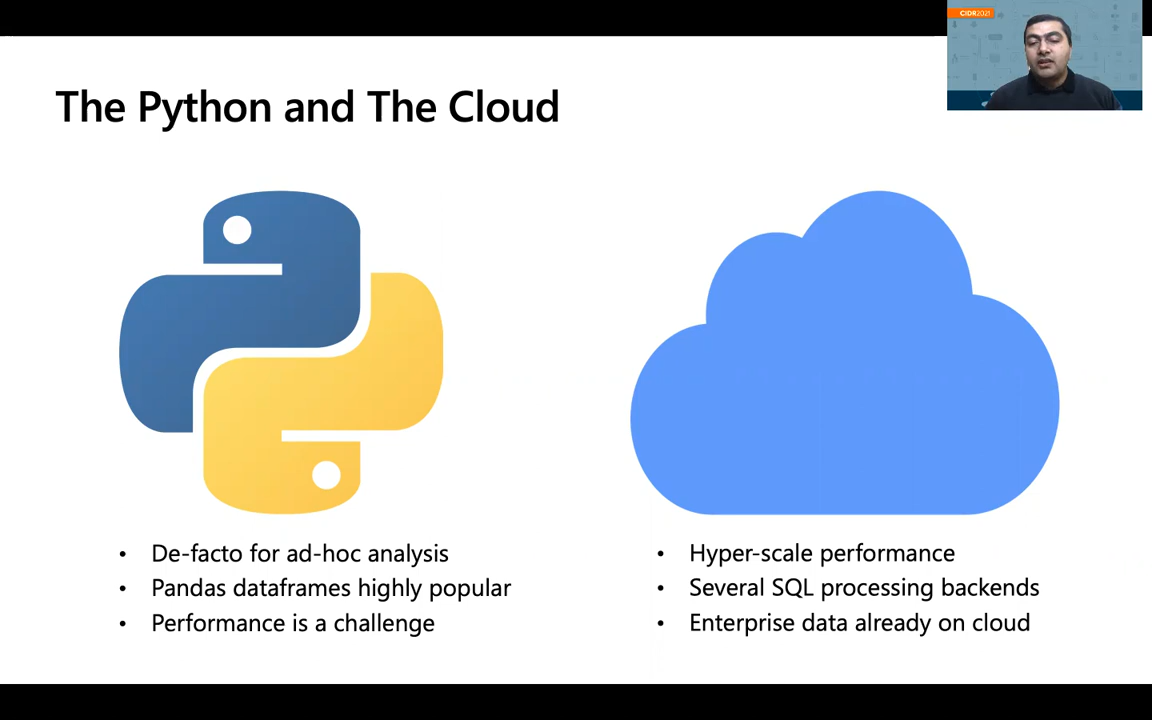 CIDR2021
The Python and The Cloud
• De-facto for ad-hoc analysis
• Pandas dataframes highly popular
• Performance is a challenge
• Hyper-scale performance
• Several SQL processing backends
• Enterprise data already on cloud